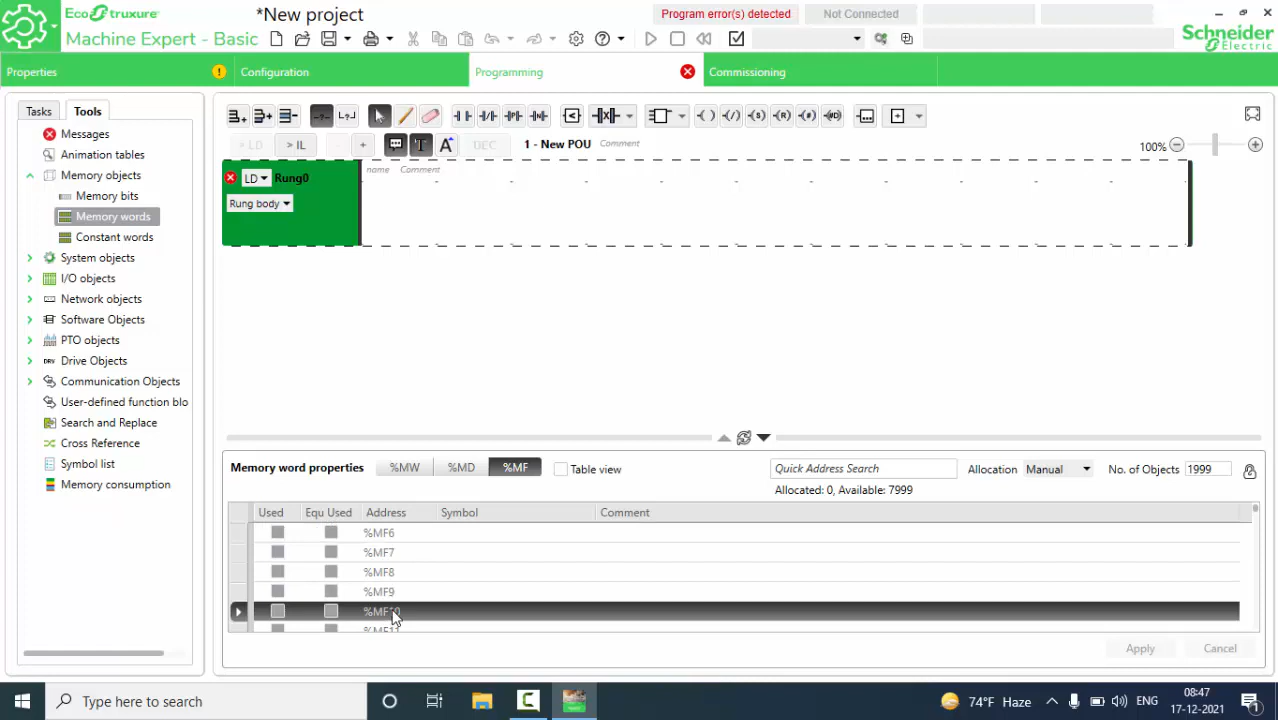 EcoStruxure
Machine Expert - Basic
*New project
Program error(s) detected
Not Connected
Schneider
Electric
Properties
Configuration
Programming
Commissioning
Tasks
Tools
Messages
Animation tables
Memory objects
Memory bits
Memory words
Constant words
System objects
I/O objects
Network objects
Software Objects
PTO objects
Drive Objects
Communication Objects
User-defined function blo
Search and Replace
Cross Reference
Symbol list
Memory consumption
> LD
> IL
DEC
1 - New POU
Comment
100%
LD
Rung0
name
Comment
Rung body
Memory word properties
%MW
%MD
%MF
Table view
Quick Address Search
Allocation
Manual
No. of Objects
1999
Allocated: 0, Available: 7999
Used
Equ Used
Address
Symbol
Comment
%MF6
%MF7
%MF8
%MF9
%MF10
%MF11
Apply
Cancel
Type here to search
74°F Haze
ENG
08:47
17-12-2021